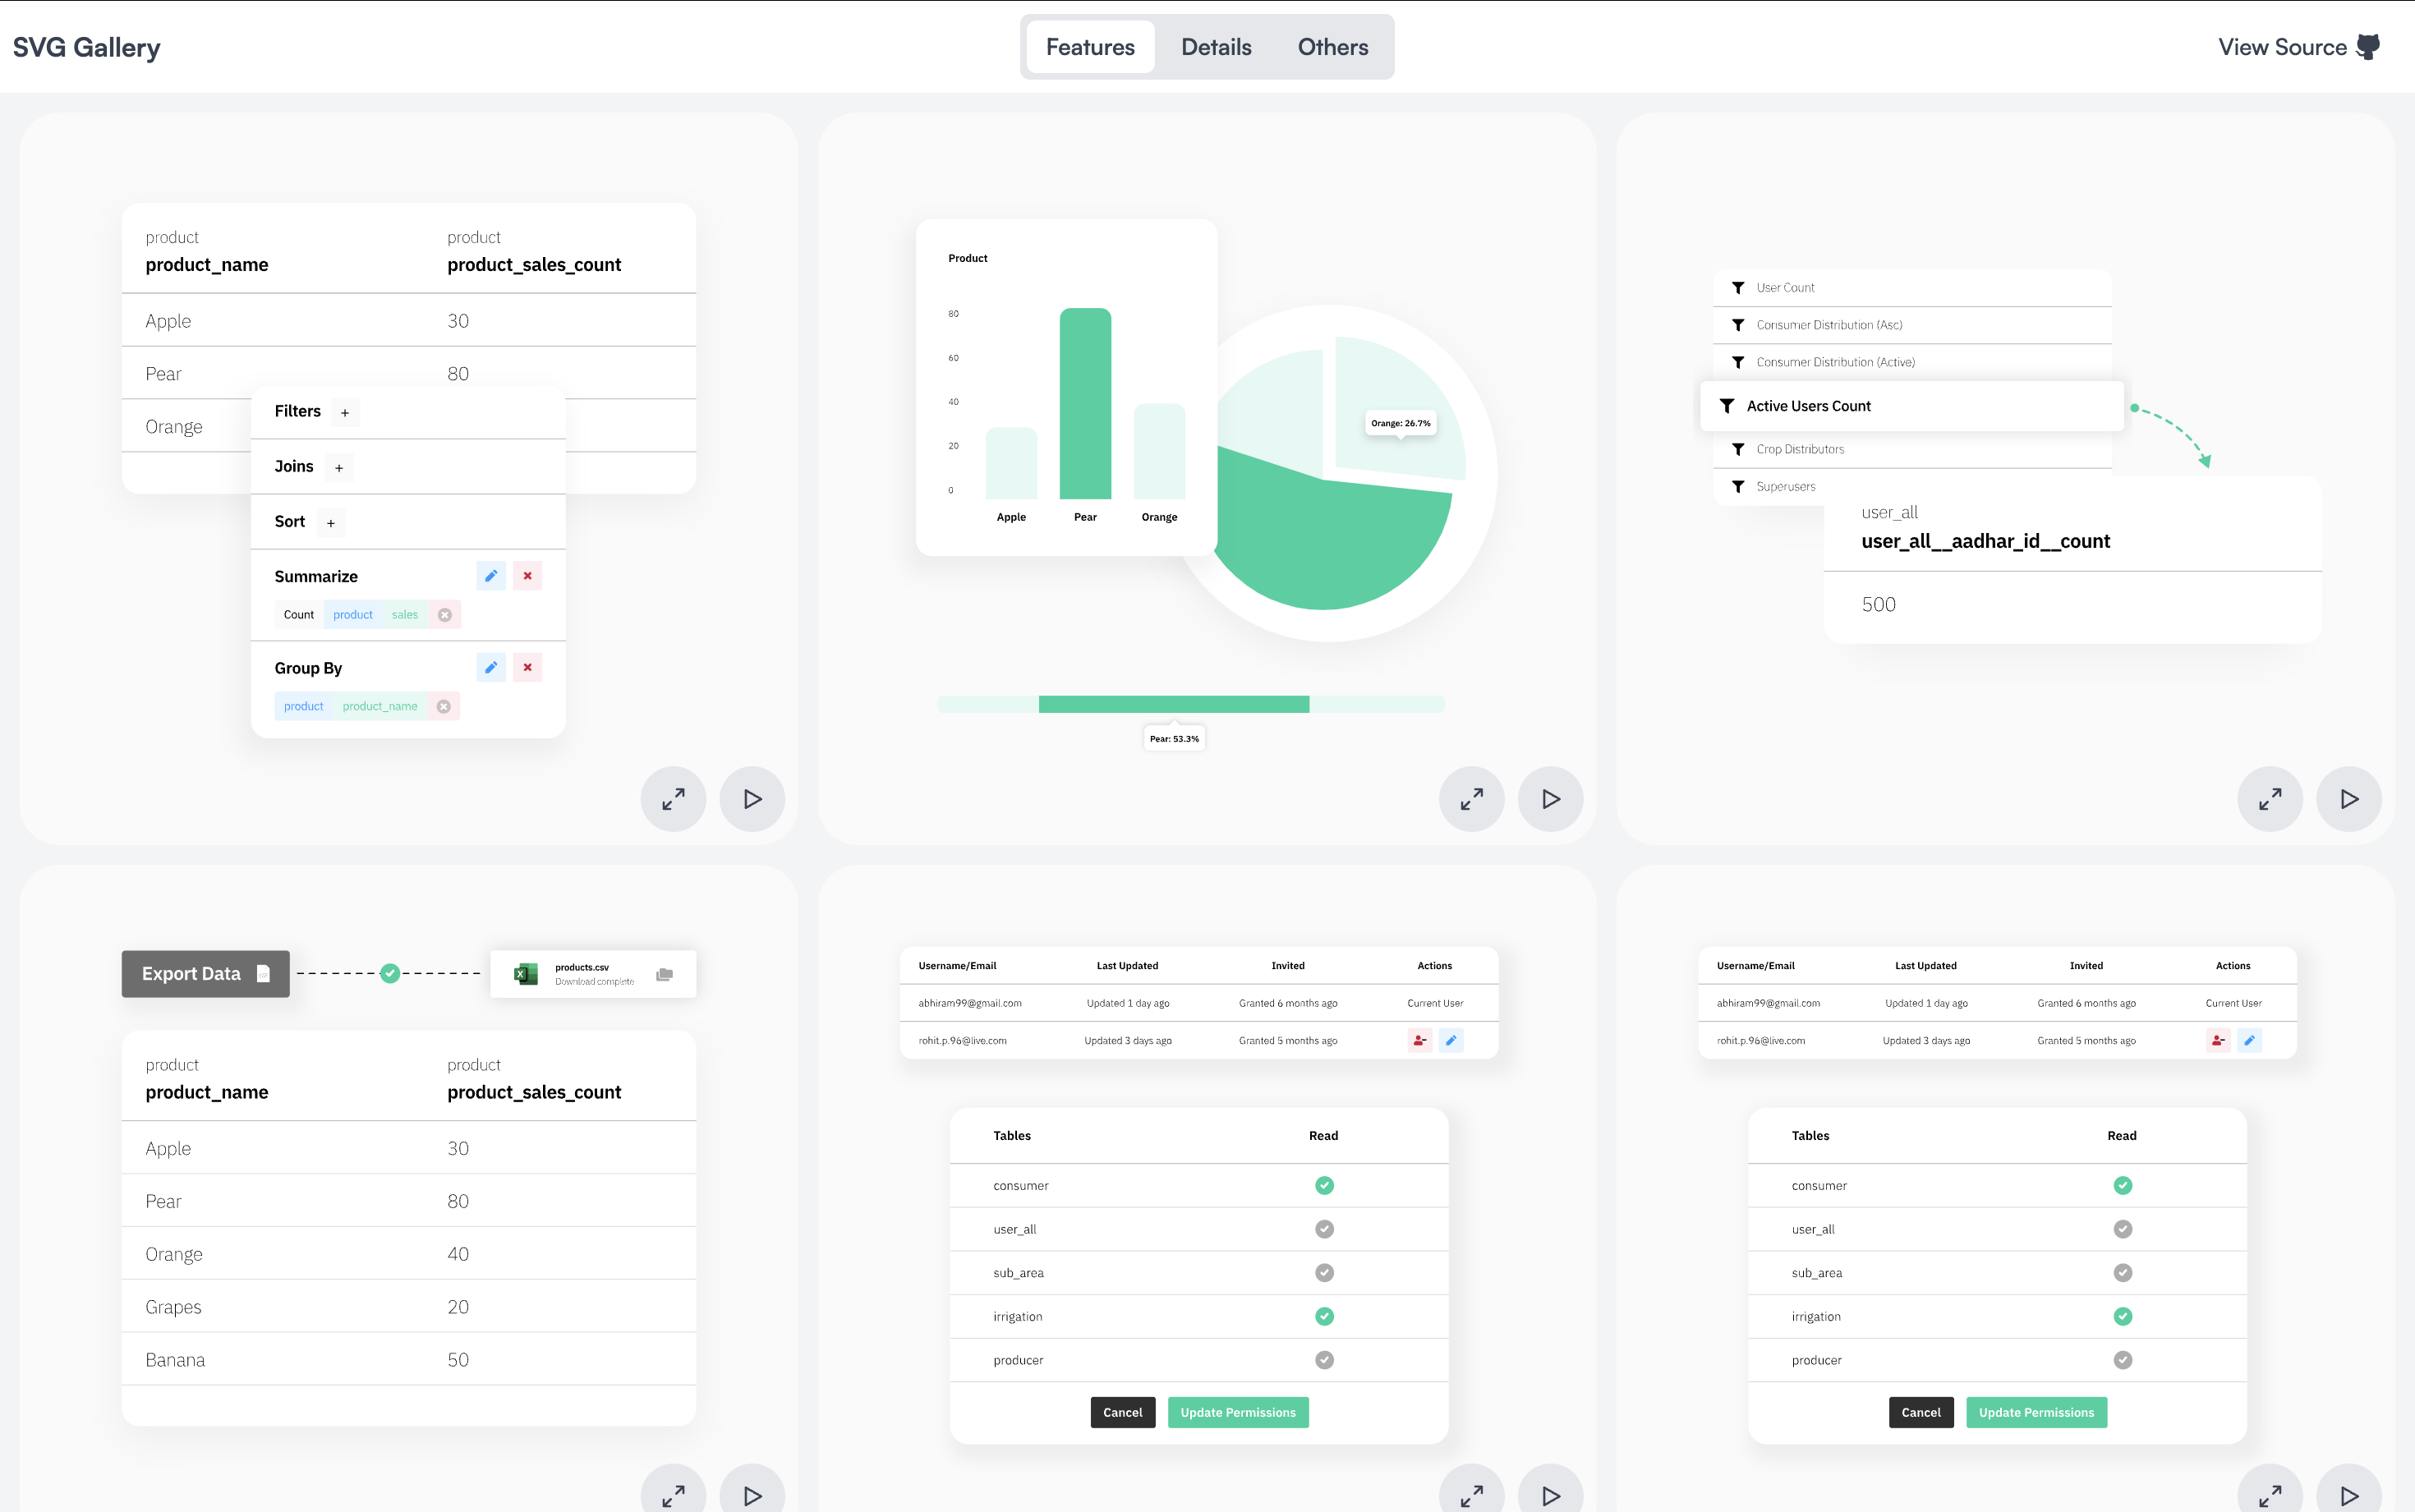 SVG Gallery
Features Details Others
View Source
product product
product_name product_sales_count
Apple 30
Pear 80
Orange
Filters +
Joins +
Sort +
Summarize
Count product sales
Group By
product product_name
Product
80
60
40
20
0
Apple Pear Orange
Orange: 26.7%
Pear: 53.3%
User Count
Consumer Distribution (Asc)
Consumer Distribution (Active)
Active Users Count
Crop Distributors
Superusers
user_all
user_all__aadhar_id__count
500
Export Data
products.csv
Download complete
product product
product_name product_sales_count
Apple 30
Pear 80
Orange 40
Grapes 20
Banana 50
Username/Email Last Updated Invited Actions
abhiram99@gmail.com Updated 1 day ago Granted 6 months ago Current User
rohit.p.96@live.com Updated 3 days ago Granted 5 months ago
Tables Read
consumer
user_all
sub_area
irrigation
producer
Cancel Update Permissions
Username/Email Last Updated Invited Actions
abhiram99@gmail.com Updated 1 day ago Granted 6 months ago Current User
rohit.p.96@live.com Updated 3 days ago Granted 5 months ago
Tables Read
consumer
user_all
sub_area
irrigation
producer
Cancel Update Permissions